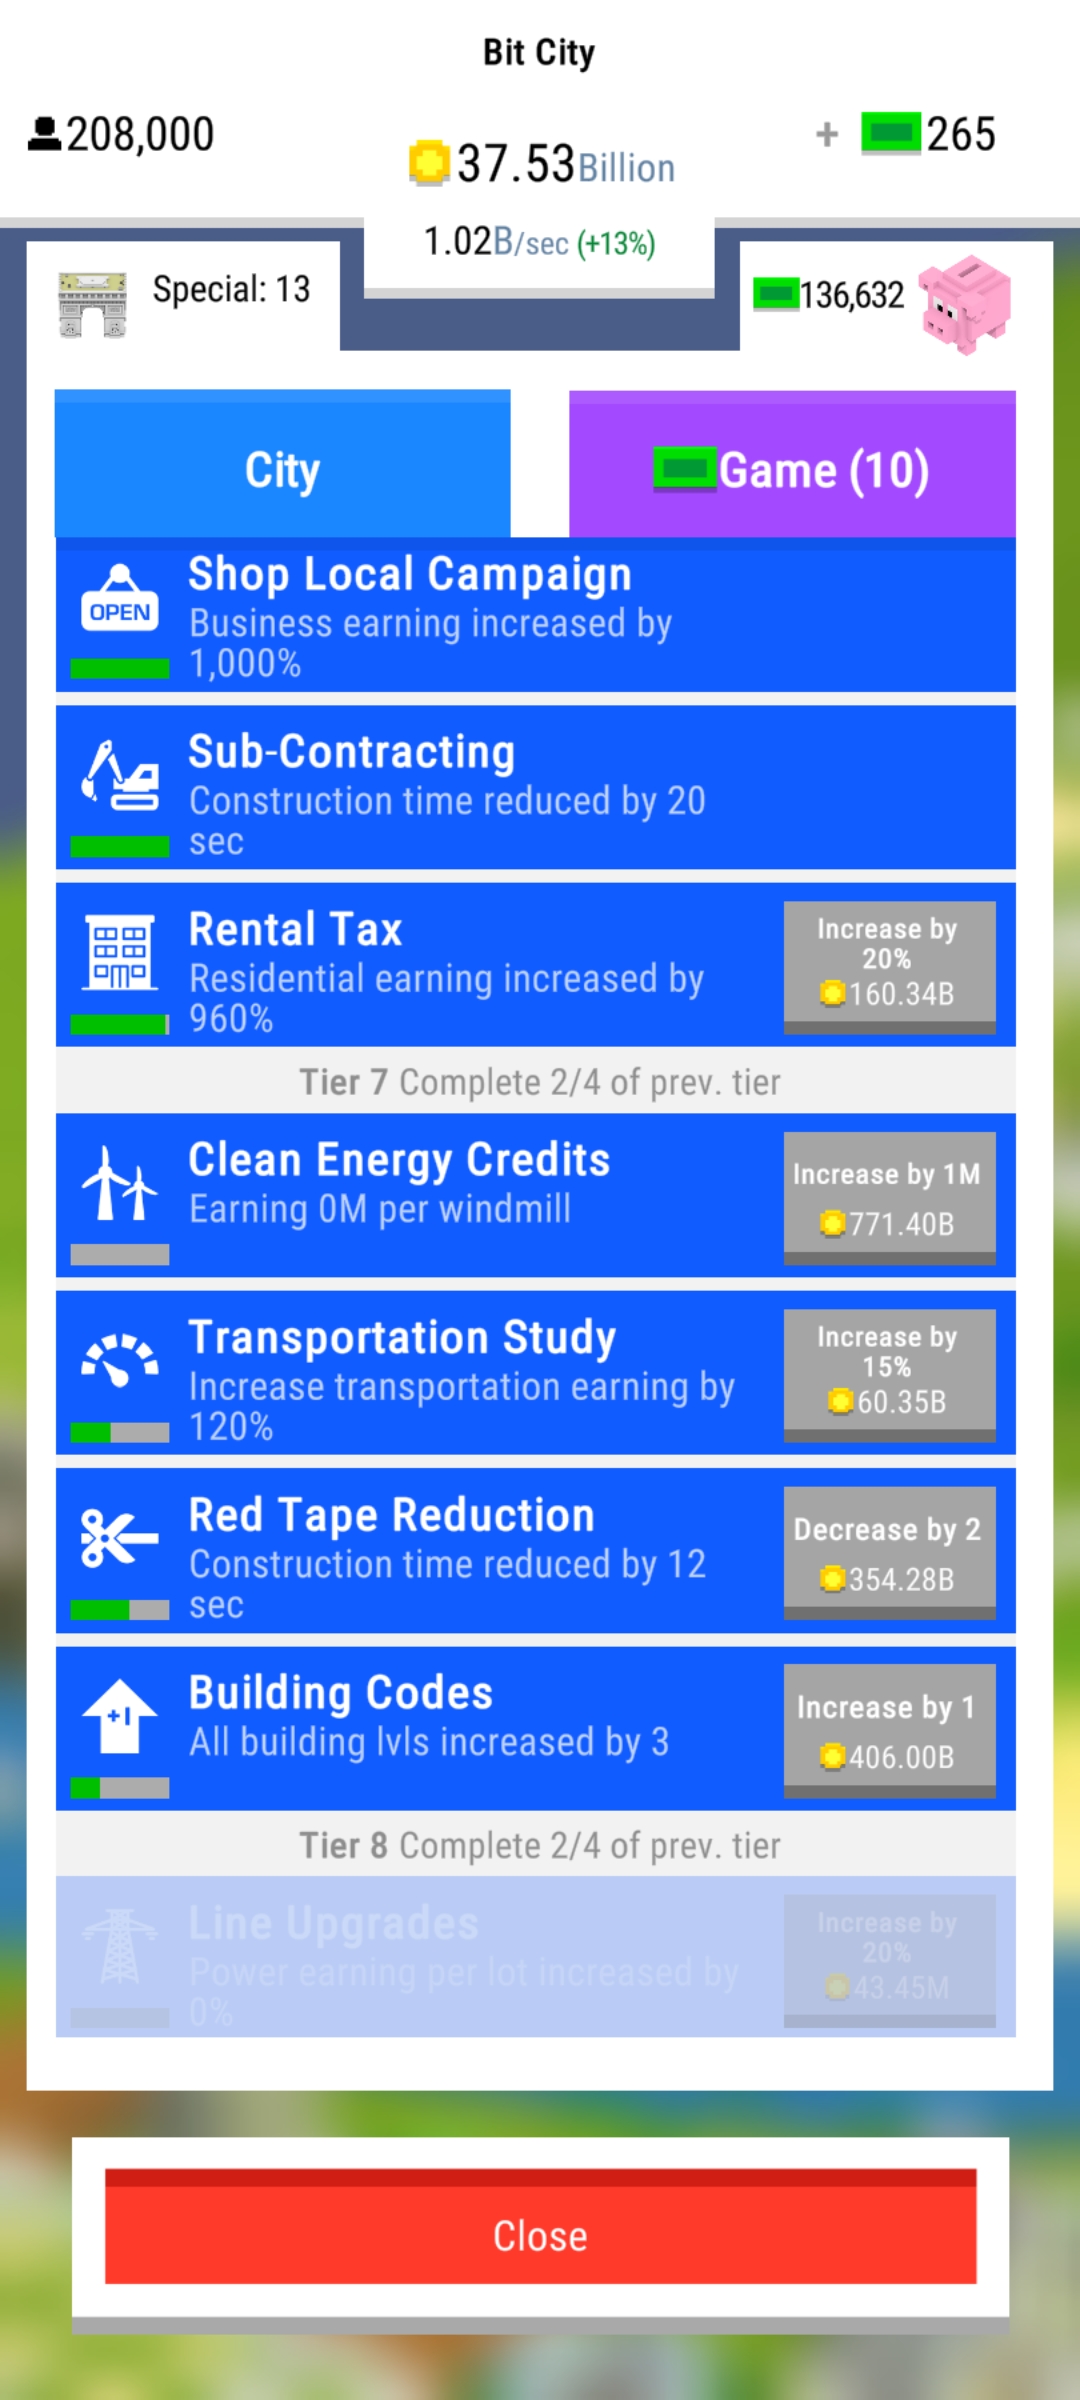 Bit City
208,000
37.53 Billion
+ 265
1.02B/sec (+13%)
Special: 13
136,632
City
Game (10)
OPEN
Shop Local Campaign
Business earning increased by
1,000%
Sub-Contracting
Construction time reduced by 20
sec
Rental Tax
Residential earning increased by
960%
Increase by
20%
160.34B
Tier 7 Complete 2/4 of prev. tier
Clean Energy Credits
Earning 0M per windmill
Increase by 1M
771.40B
Transportation Study
Increase transportation earning by
120%
Increase by
15%
60.35B
Red Tape Reduction
Construction time reduced by 12
sec
Decrease by 2
354.28B
+1
Building Codes
All building lvls increased by 3
Increase by 1
406.00B
Tier 8 Complete 2/4 of prev. tier
Line Upgrades
Power earning per lot increased by
0%
Increase by
20%
43.45M
Close